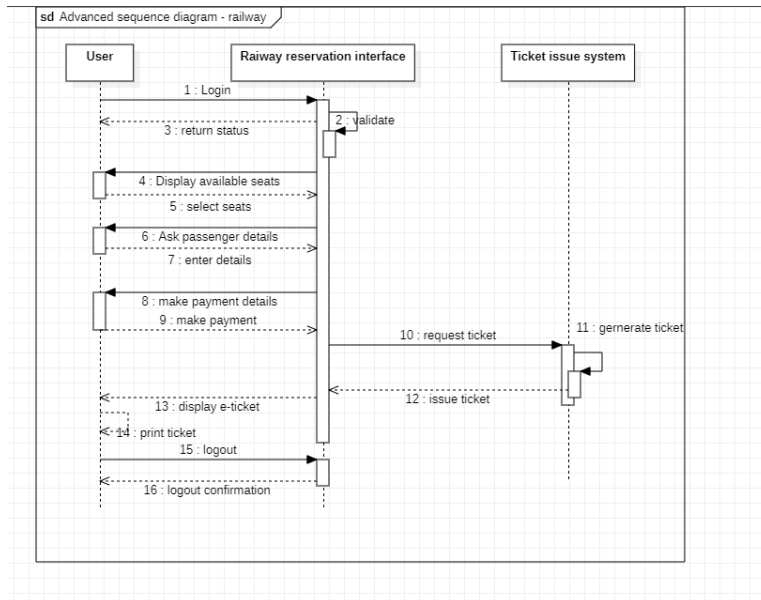 sd Advanced sequence diagram - railway
User
Raiway reservation interface
Ticket issue system
1 : Login
2 : validate
3 : return status
4 : Display available seats
5 : select seats
6 : Ask passenger details
7 : enter details
8 : make payment details
9 : make payment
10 : request ticket
11 : gernerate ticket
12 : issue ticket
13 : display e-ticket
14 : print ticket
15 : logout
16 : logout confirmation